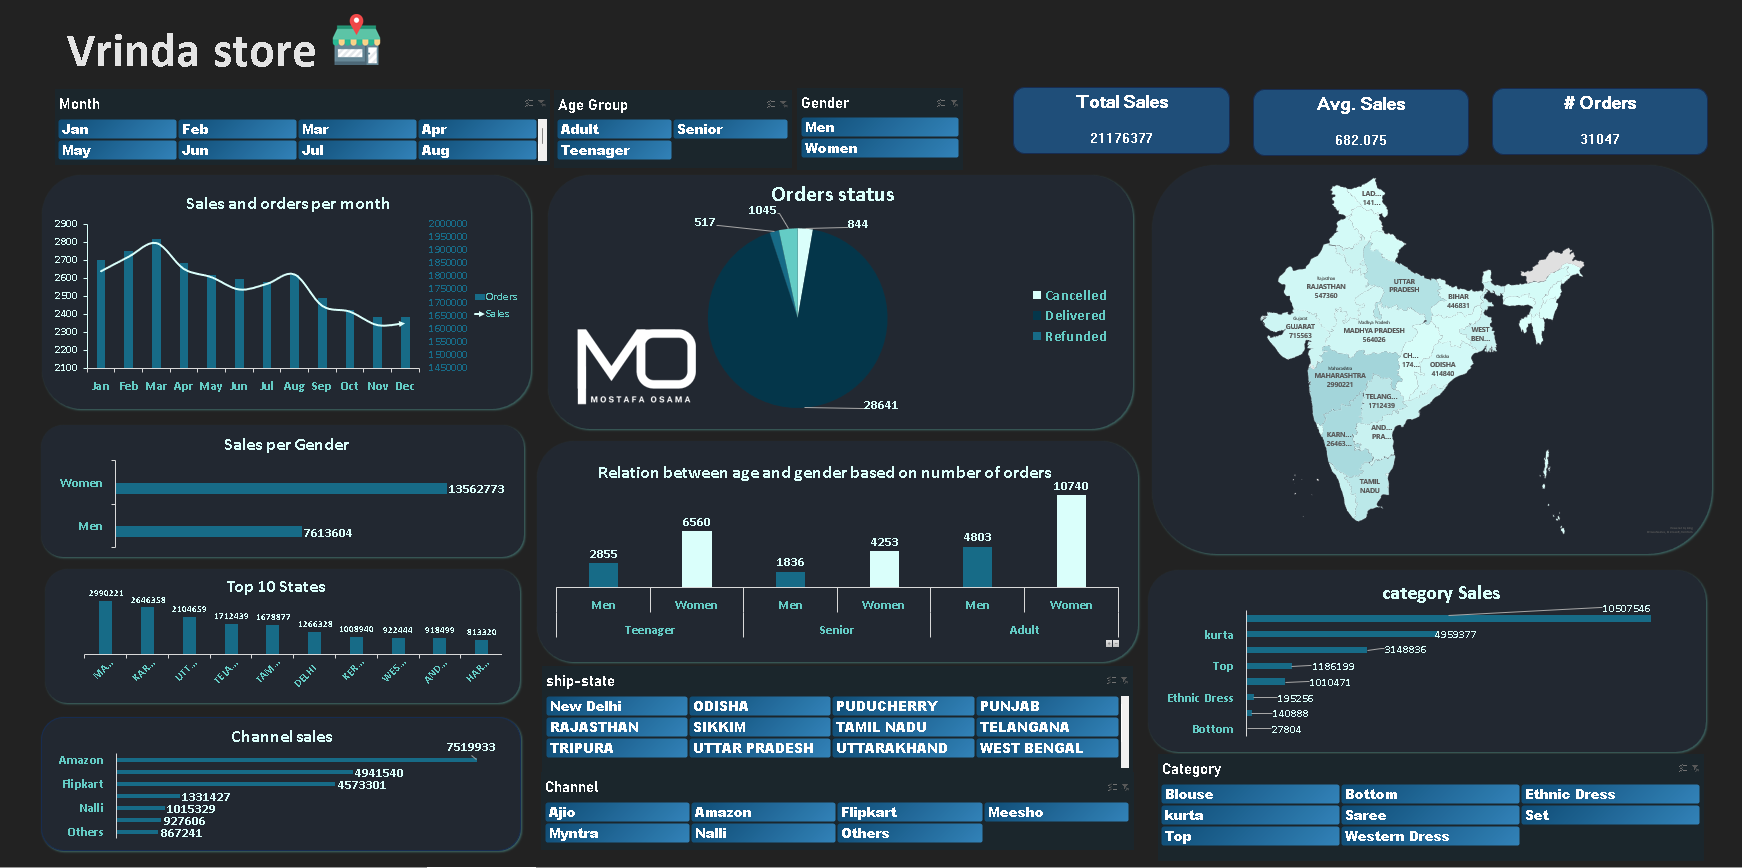 Vrinda store
Month
Jan Feb Mar Apr
May Jun Jul Aug
Age Group
Adult Senior
Teenager
Gender
Men
Women
Total Sales
21176377
Avg. Sales
682.075
# Orders
31047
Sales and orders per month
2900
2800
2700
2600
2500
2400
2300
2200
2100
2000000
1950000
1900000
1850000
1800000
1750000
1700000
1650000
1600000
1550000
1500000
1450000
Orders
Sales
Jan Feb Mar Apr May Jun Jul Aug Sep Oct Nov Dec
Orders status
1045
517
844
28641
Cancelled
Delivered
Refunded
MO
MOSTAFA OSAMA
LAD...
141...
Rajasthan
RAJASTHAN
547360
UTTAR
PRADESH
BIHAR
446831
Gujarat
GUJARAT
715563
Madhya Pradesh
MADHYA PRADESH
564026
WEST
BEN...
CH...
174...
Odisha
ODISHA
414840
Maharashtra
MAHARASHTRA
2990221
TELANG...
1712439
KARN...
26463...
AND...
PRA...
TAMIL
NADU
Sales per Gender
Women 13562773
Men 7613604
Relation between age and gender based on number of orders
2855 6560 1836 4253 4803 10740
Men Women Men Women Men Women
Teenager Senior Adult
Top 10 States
2990221 2646358 2104659 1712439 1678877 1266328 1008940 922444 918499 813320
MA... KAR... UTT... TELA... TAM... DELHI KER... WES... AND... HAR...
category Sales
10507546
kurta 4959377
3148836
Top 1186199
1010471
Ethnic Dress 195256
140888
Bottom 27804
ship-state
New Delhi ODISHA PUDUCHERRY PUNJAB
RAJASTHAN SIKKIM TAMIL NADU TELANGANA
TRIPURA UTTAR PRADESH UTTARAKHAND WEST BENGAL
Channel sales
Amazon 7519933
4941540
Flipkart 4573301
1331427
Nalli 1015329
927606
Others 867241
Channel
Ajio Amazon Flipkart Meesho
Myntra Nalli Others
Category
Blouse Bottom Ethnic Dress
kurta Saree Set
Top Western Dress